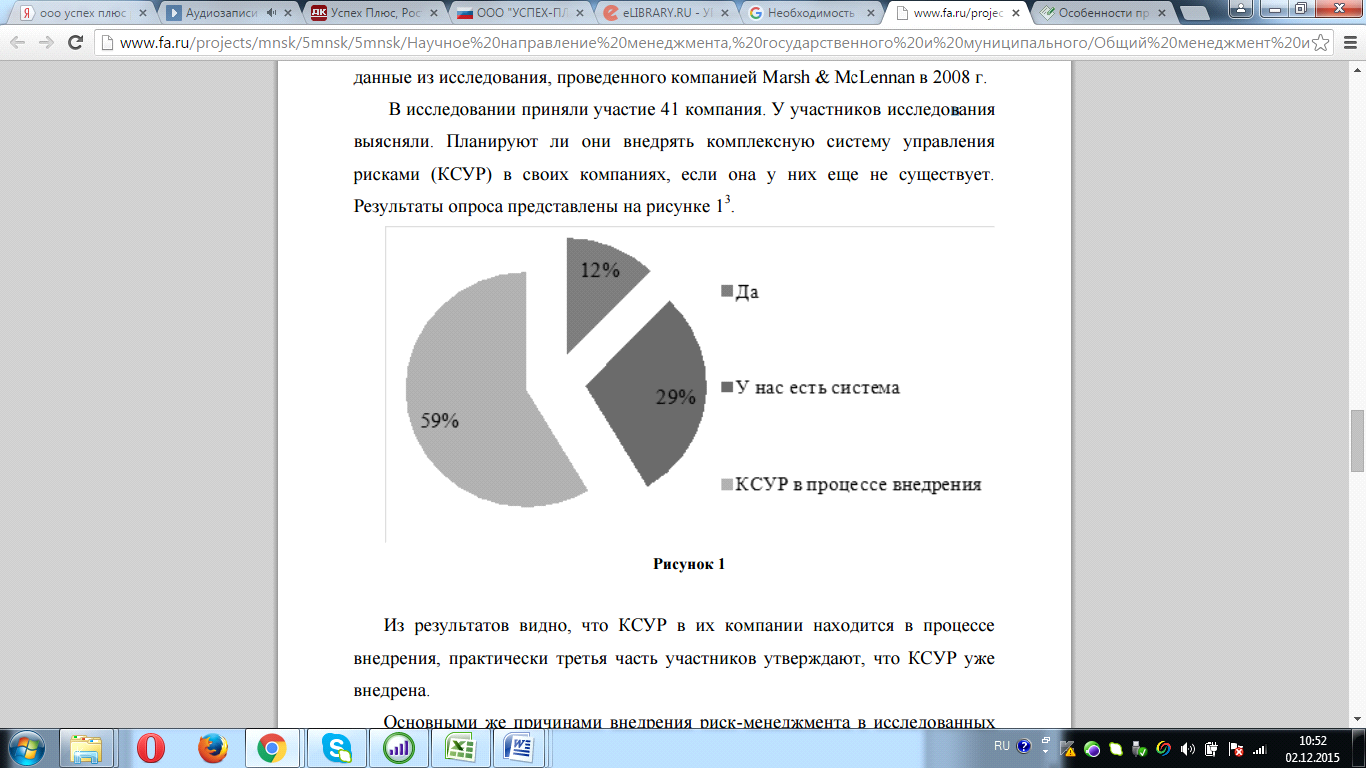 ооо успех плюс
Аудиозаписи
Успех Плюс, Рос
ООО "УСПЕХ-ПЛ
eLIBRARY.RU - У
Необходимость
www.fa.ru/projec
Особенности пр
www.fa.ru/projects/mnsk/5mnsk/5mnsk/Научное%20направление%20менеджмента,%20государственного%20и%20муниципального/Общий%20менеджмент%20и
данные из исследования, проведенного компанией Marsh & McLennan в 2008 г.
В исследовании приняли участие 41 компания. У участников исследования
выясняли. Планируют ли они внедрять комплексную систему управления
рисками (КСУР) в своих компаниях, если она у них еще не существует.
Результаты опроса представлены на рисунке 1³.
12%
Да
29%
У нас есть система
59%
КСУР в процессе внедрения
Рисунок 1
Из результатов видно, что КСУР в их компании находится в процессе
внедрения, практически третья часть участников утверждают, что КСУР уже
внедрена.
Основными же причинами внедрения риск-менеджмента в исследованных
RU
10:52
02.12.2015